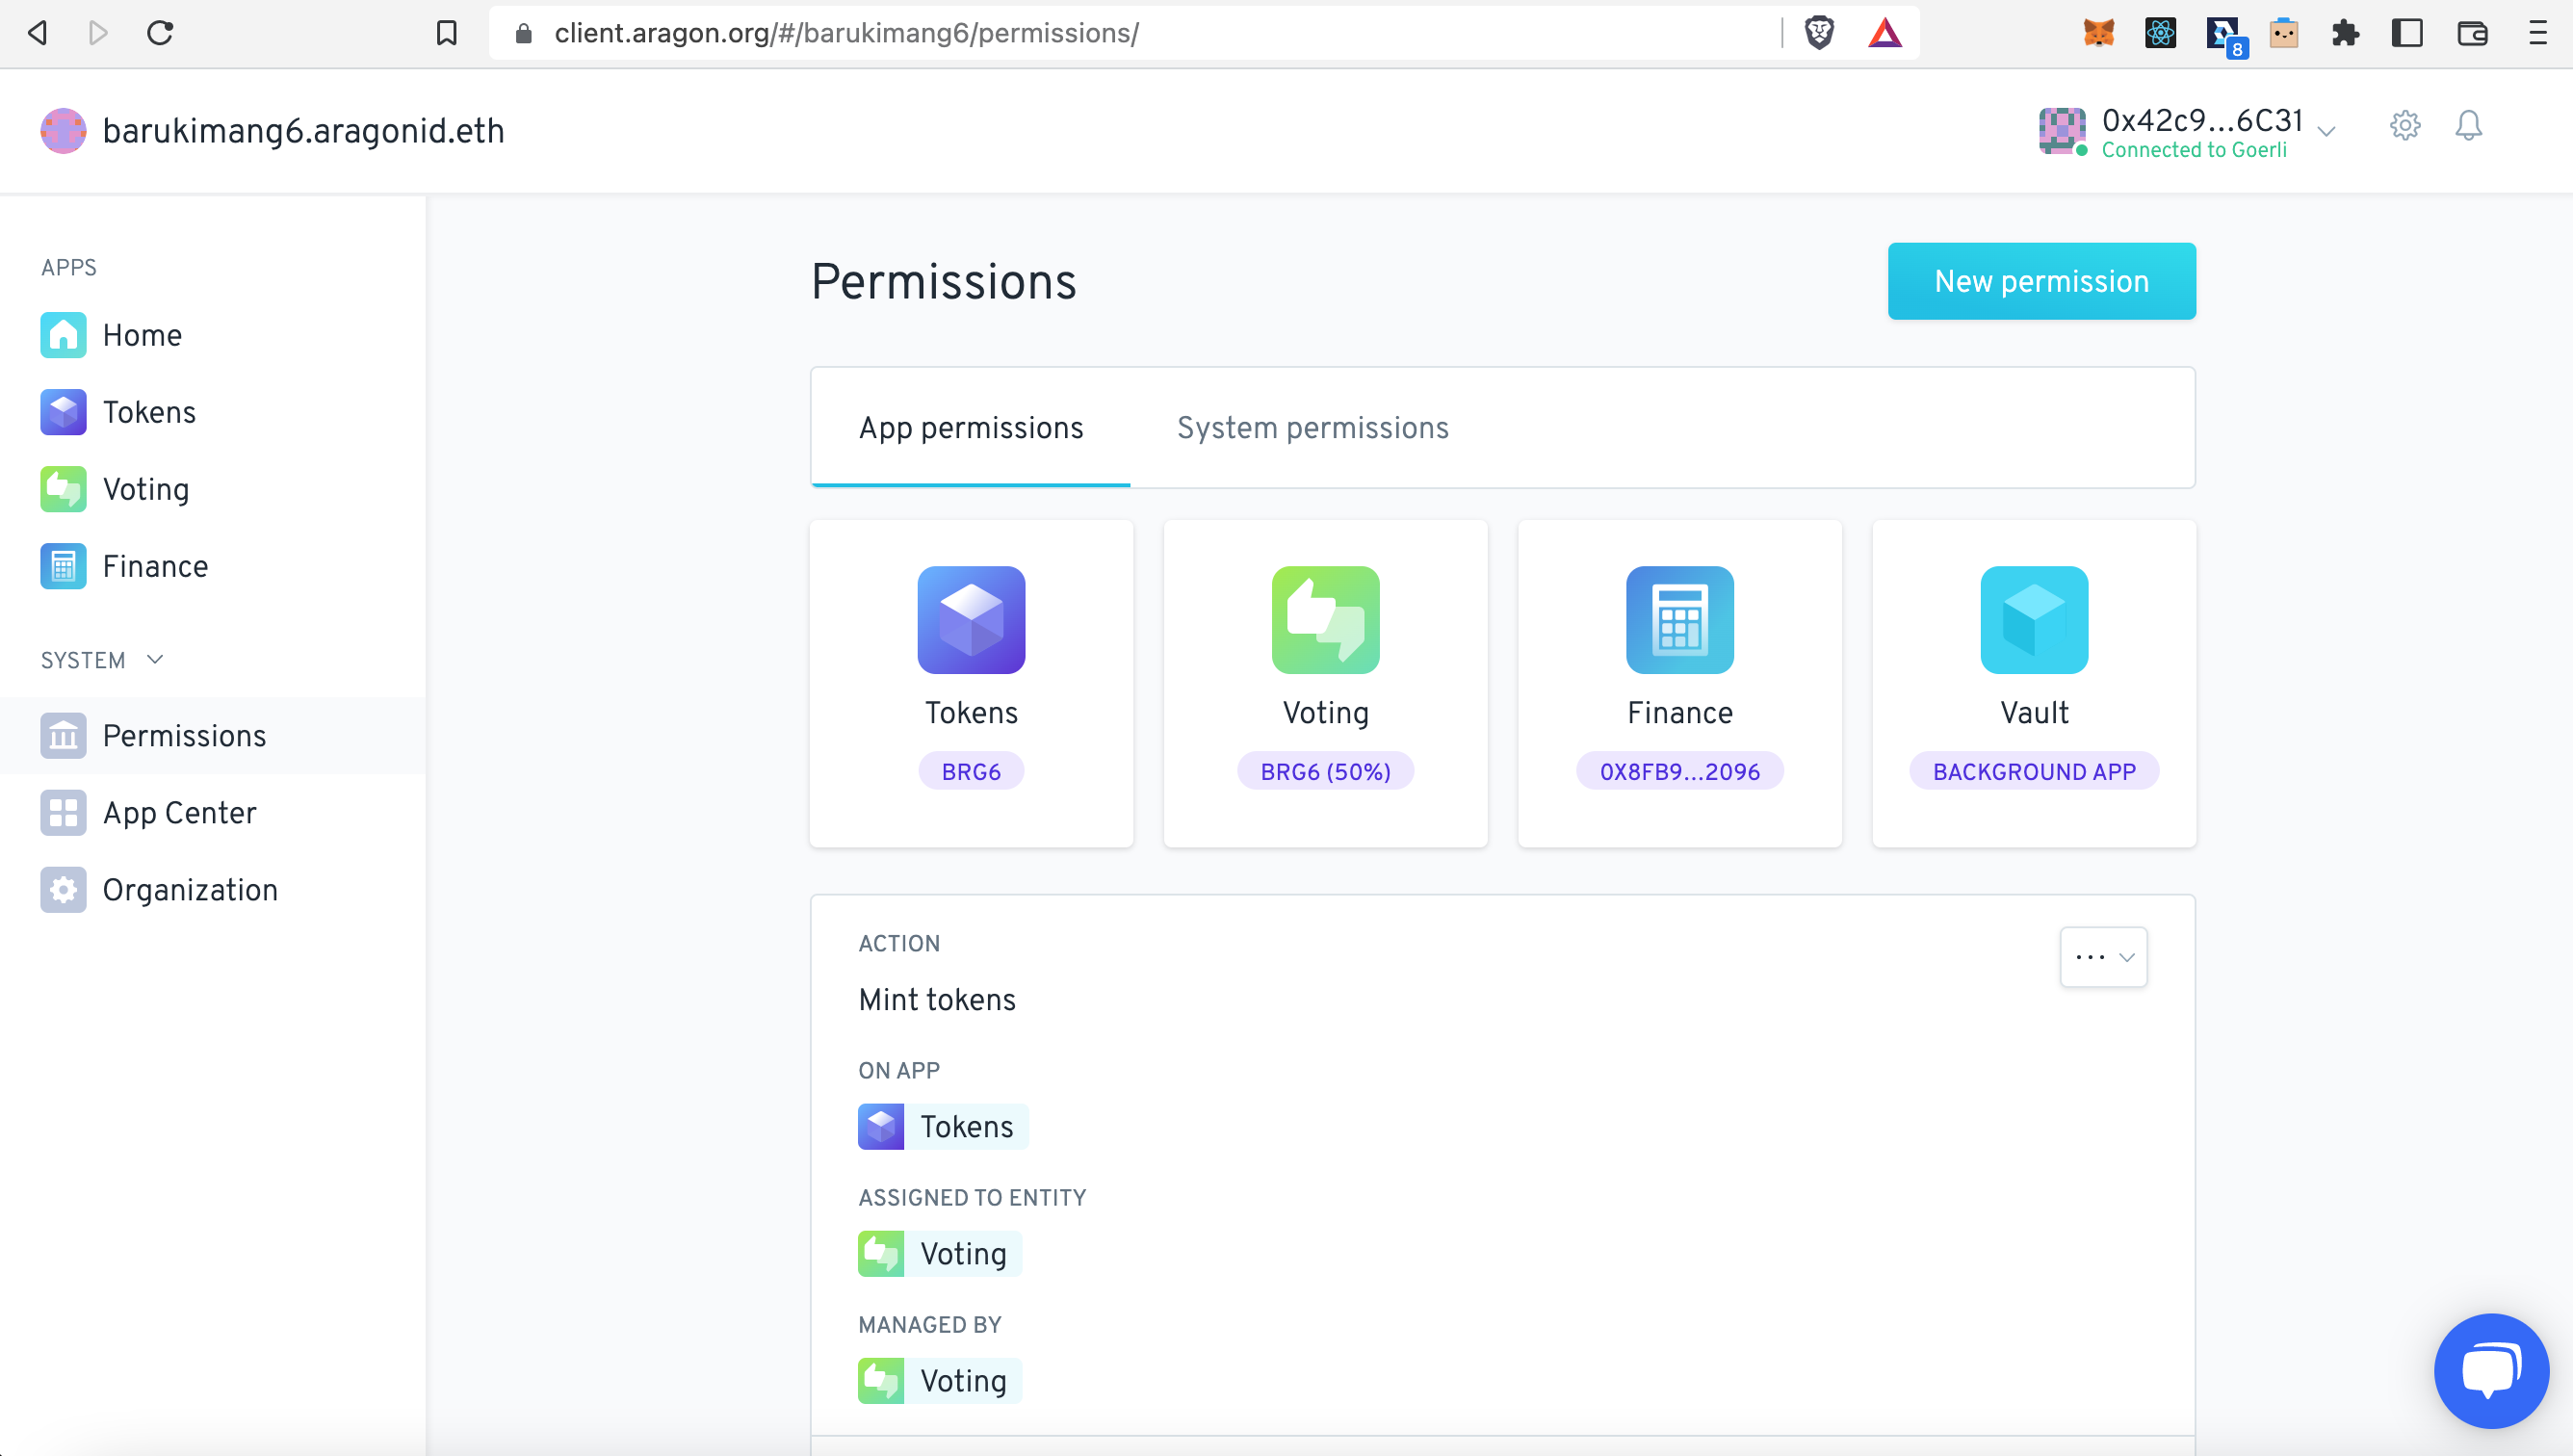 client.aragon.org/#/barukimang6/permissions/
8
barukimang6.aragonid.eth
0x42c9...6C31
Connected to Goerli
APPS
Home
Tokens
Voting
Finance
SYSTEM
Permissions
App Center
Organization
Permissions
New permission
App permissions
System permissions
Tokens
BRG6
Voting
BRG6 (50%)
Finance
0X8FB9...2096
Vault
BACKGROUND APP
ACTION
Mint tokens
ON APP
Tokens
ASSIGNED TO ENTITY
Voting
MANAGED BY
Voting